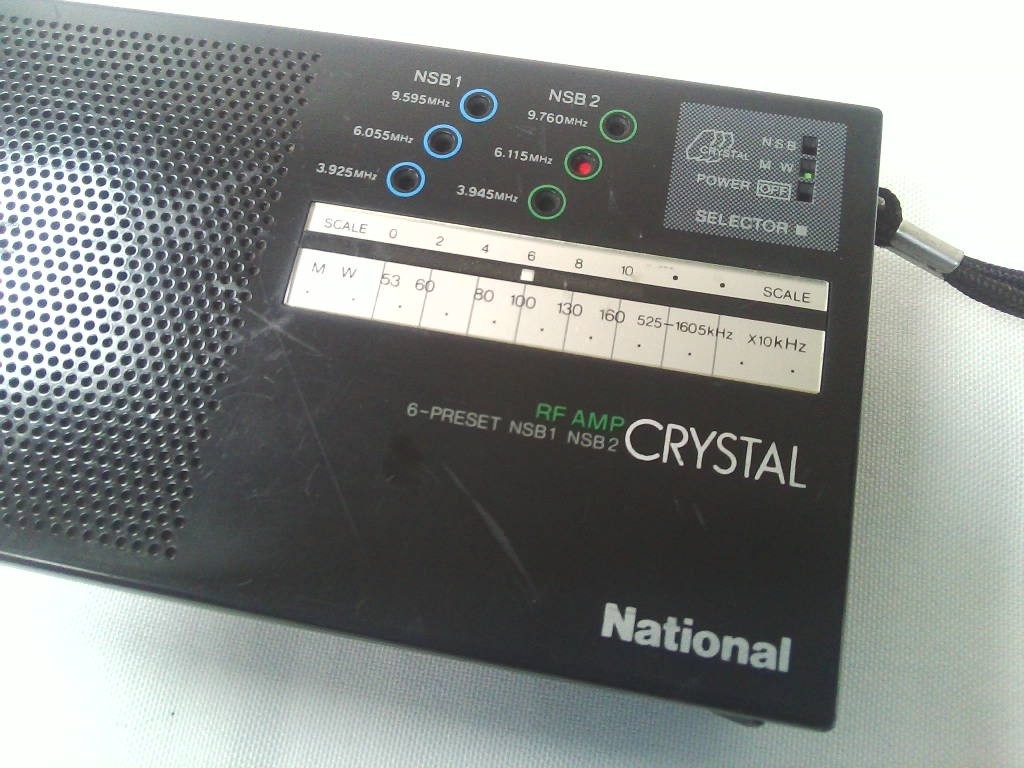 NSB 1
9.595MHz
6.055MHz
3.925MHz
NSB 2
9.760MHz
6.115MHz
3.945MHz
CRYSTAL
NSB
MW
POWER OFF
SELECTOR
SCALE 0 2 4 6 8 10 SCALE
MW 53 60 80 100 130 160 525-1605kHz X10kHz
RF AMP
6-PRESET NSB1 NSB2
CRYSTAL
National